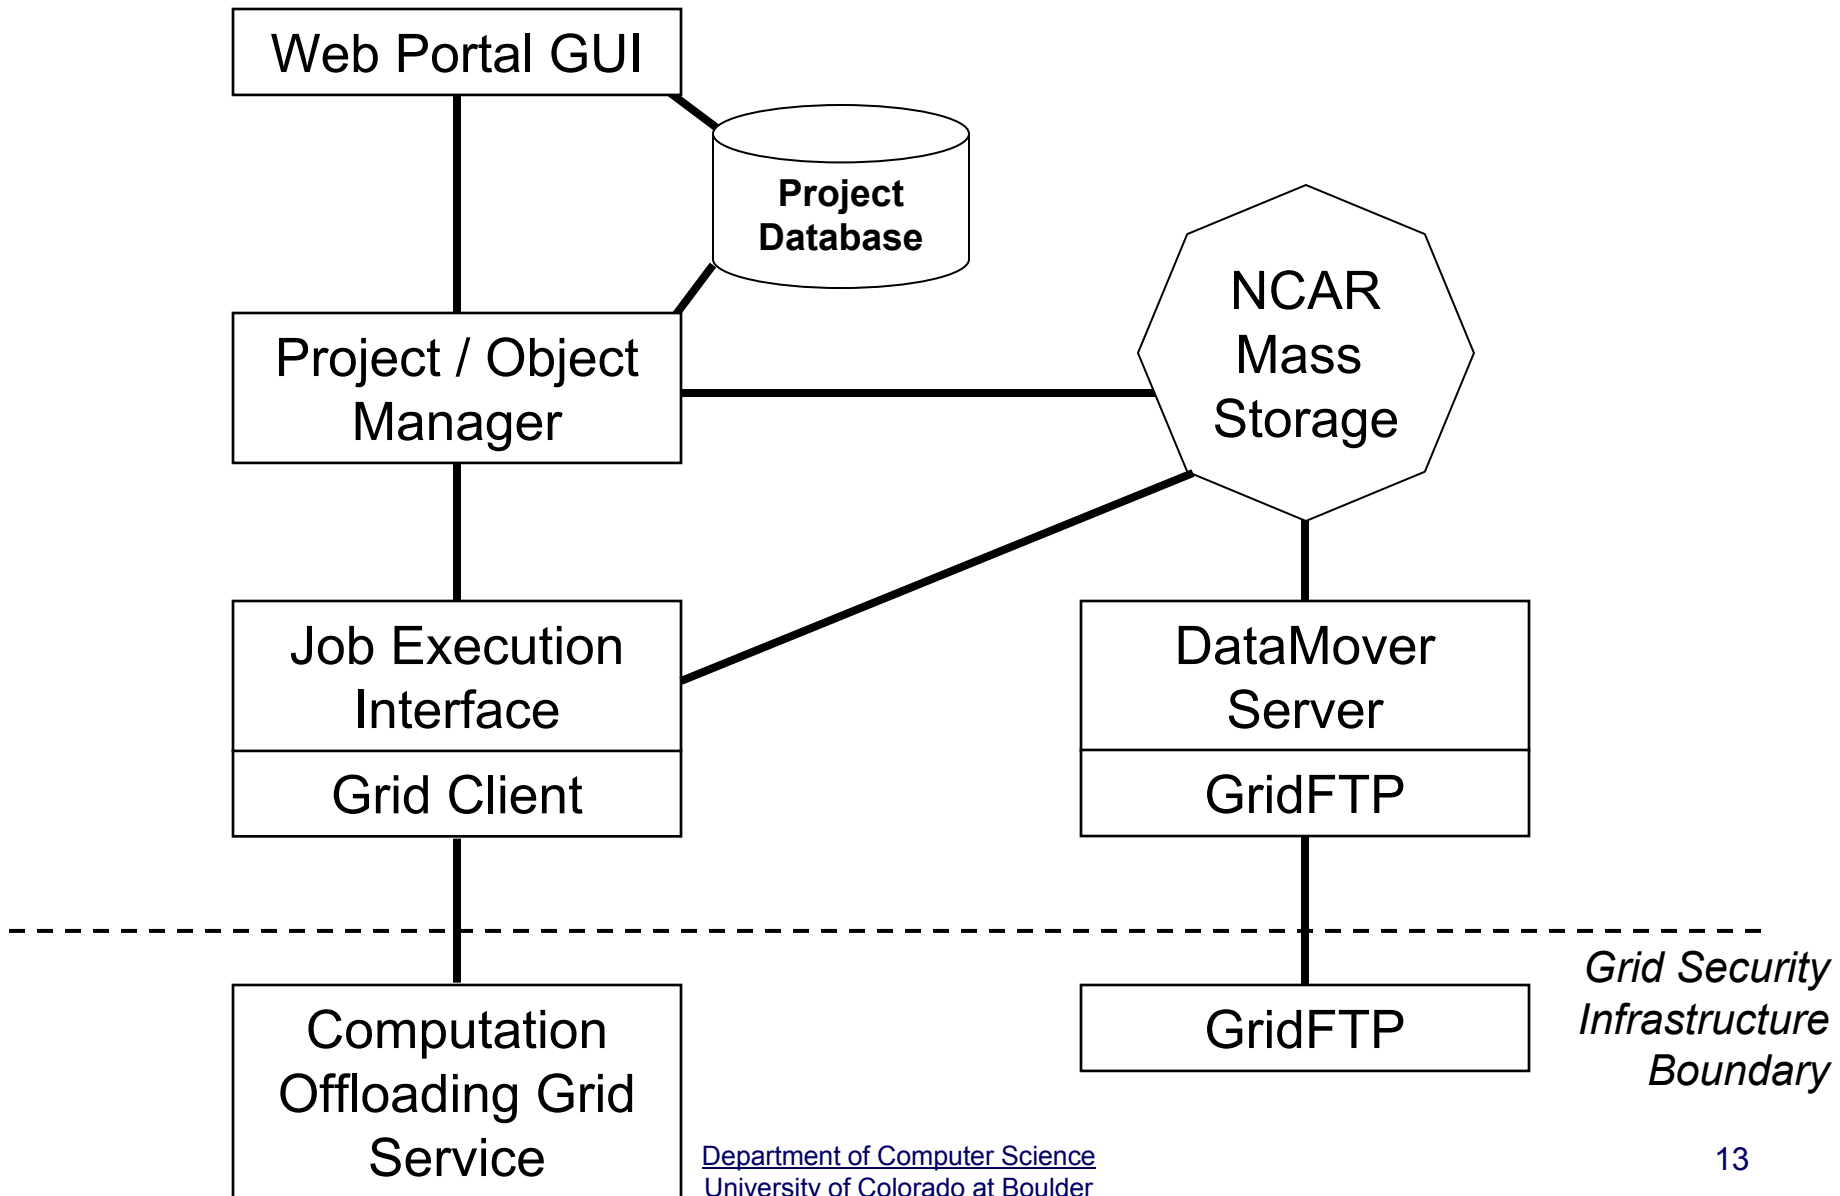 Web Portal GUI
Project
Database
NCAR
Mass
Storage
Project / Object
Manager
Job Execution
Interface
Grid Client
DataMover
Server
GridFTP
Grid Security
Infrastructure
Boundary
Computation
Offloading Grid
Service
GridFTP
Department of Computer Science
University of Colorado at Boulder
13